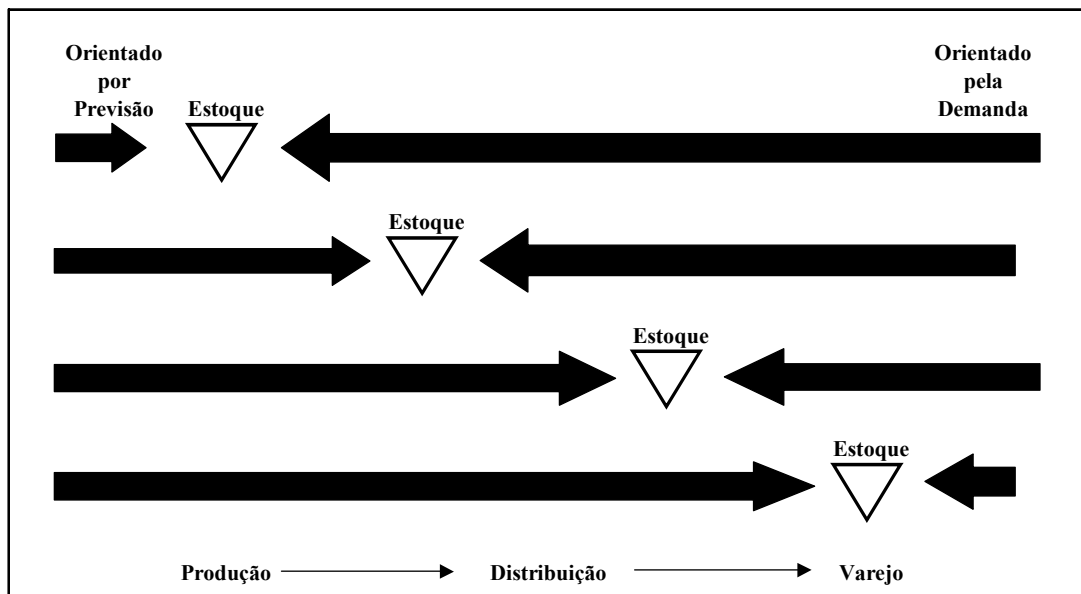 Orientado
por
Previsão
Orientado
pela
Demanda
Estoque
Estoque
Estoque
Estoque
Produção
Distribuição
Varejo